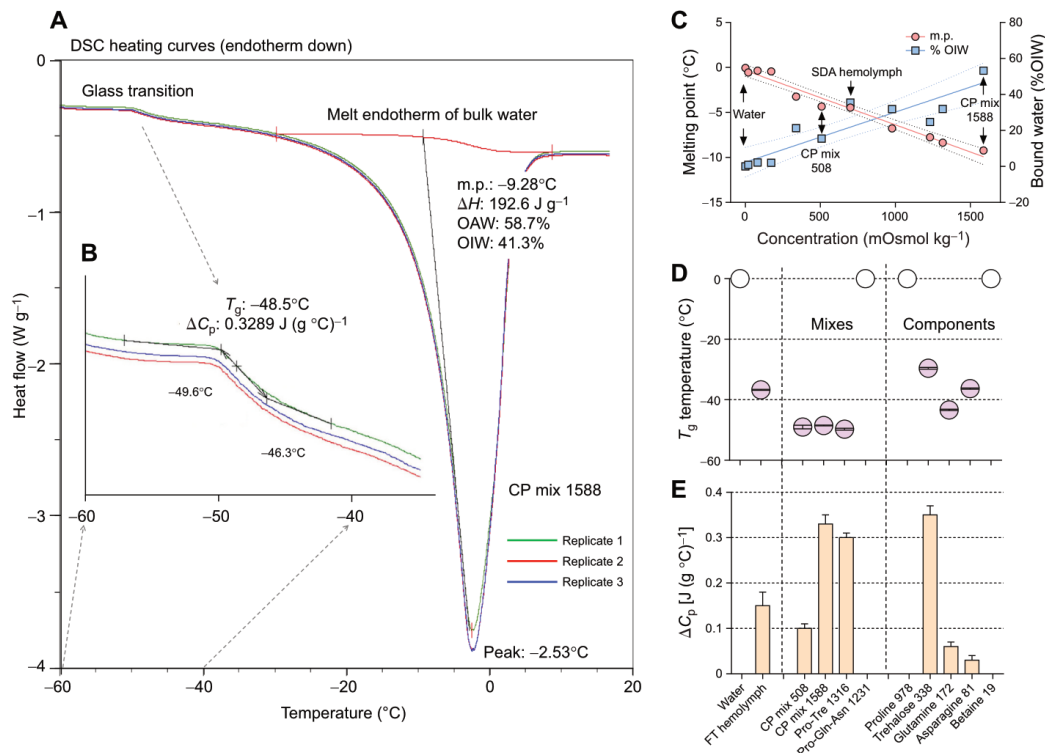 A
DSC heating curves (endotherm down)
0
Glass transition
Melt endotherm of bulk water
m.p.: –9.28°C
ΔH: 192.6 J g⁻¹
OAW: 58.7%
OIW: 41.3%
–1
B
Tg: –48.5°C
ΔCp: 0.3289 J (g °C)⁻¹
–49.6°C
–46.3°C
–60
–50
–40
–2
–3
–4
Heat flow (W g⁻¹)
CP mix 1588
Replicate 1
Replicate 2
Replicate 3
Peak: –2.53°C
–60
–40
–20
0
20
Temperature (°C)
C
m.p.
% OIW
SDA hemolymph
Water
CP mix
508
CP mix
1588
10
5
0
–5
–10
–15
Melting point (°C)
80
60
40
20
0
–20
Bound water (%OIW)
0
500
1000
1500
Concentration (mOsmol kg⁻¹)
D
0
–20
–40
–60
Tg temperature (°C)
Mixes
Components
E
0.4
0.3
0.2
0.1
0
ΔCp [J (g °C)⁻¹]
Water
FT hemolymph
CP mix 508
CP mix 1588
Pro-Tre 1316
Pro-Gln-Asn 1231
Proline 978
Trehalose 338
Glutamine 172
Asparagine 81
Betaine 19